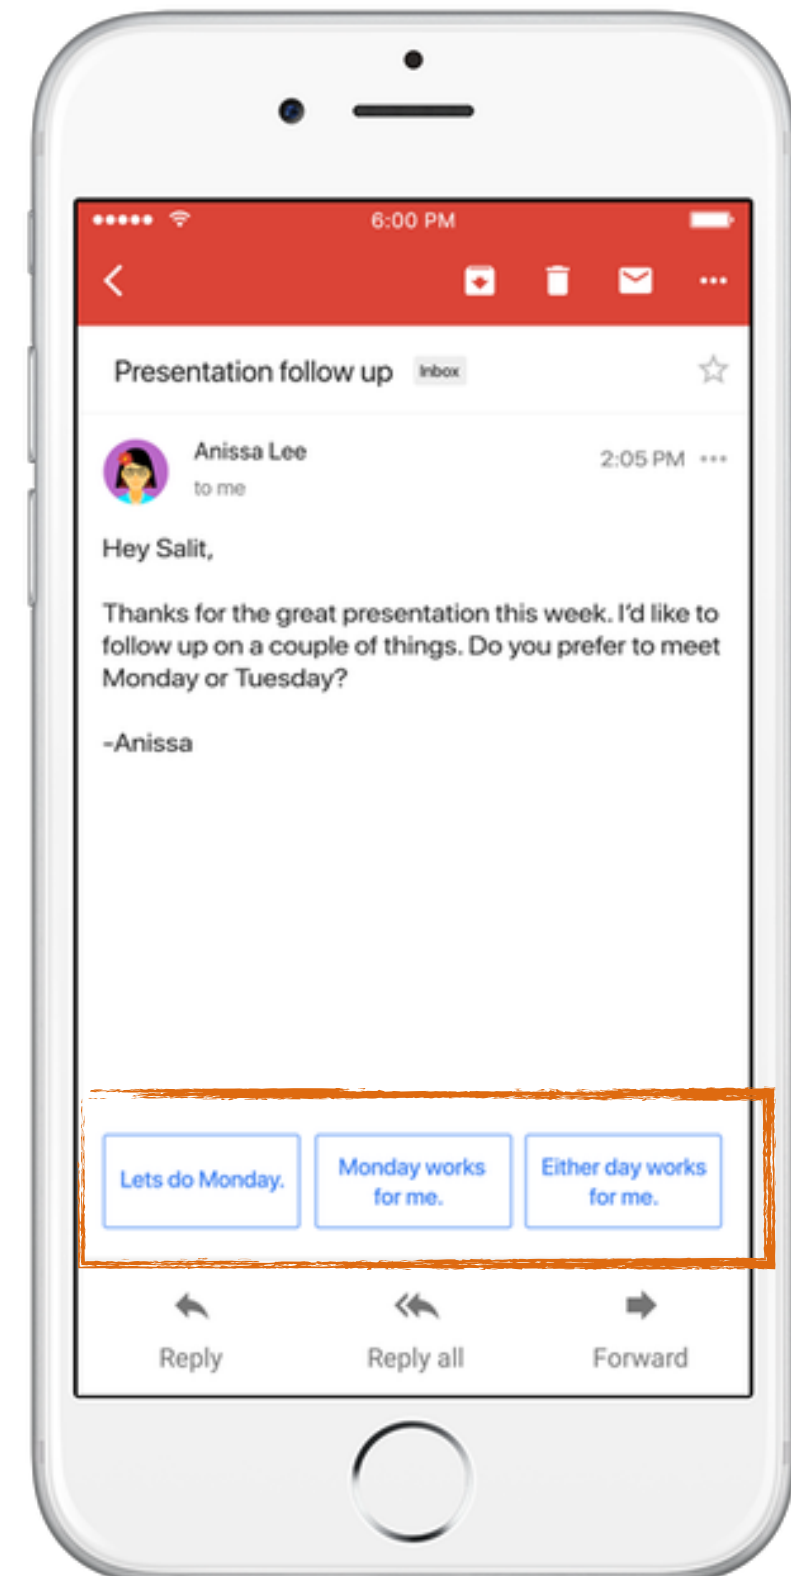 6:00 PM
Presentation follow up Inbox
Anissa Lee 2:05 PM
to me
Hey Salit,
Thanks for the great presentation this week. I'd like to
follow up on a couple of things. Do you prefer to meet
Monday or Tuesday?
-Anissa
Lets do Monday.
Monday works
for me.
Either day works
for me.
Reply Reply all Forward